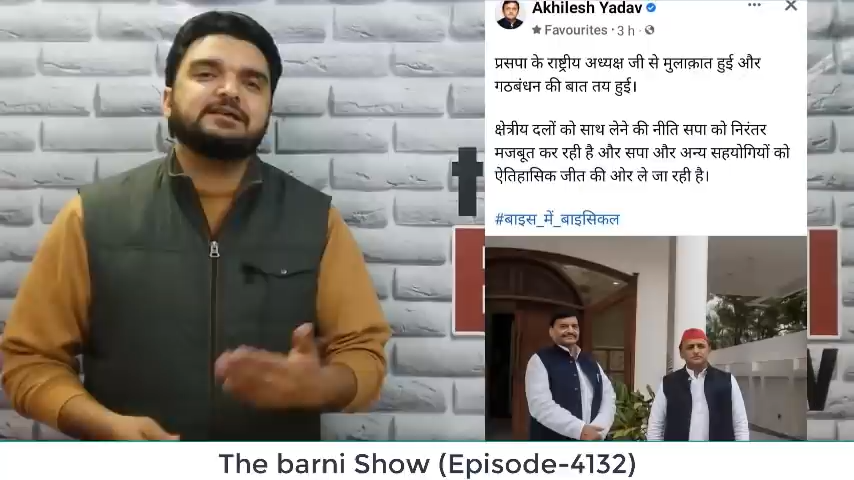 Akhilesh Yadav
Favourites · 3 h ·
प्रसपा के राष्ट्रीय अध्यक्ष जी से मुलाक़ात हुई और
गठबंधन की बात तय हुई।
क्षेत्रीय दलों को साथ लेने की नीति सपा को निरंतर
मजबूत कर रही है और सपा और अन्य सहयोगियों को
ऐतिहासिक जीत की ओर ले जा रही है।
#बाइस_में_बाइसिकल
The barni Show (Episode-4132)